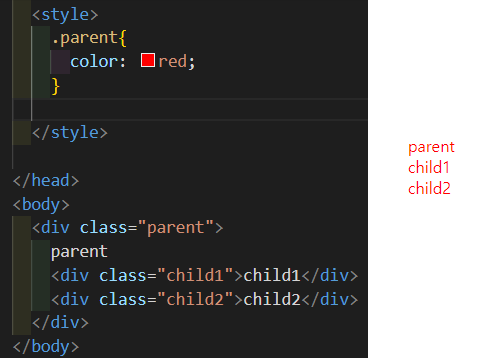 <style>
.parent{
color: red;
}
</style>
</head>
<body>
<div class="parent">
parent
<div class="child1">child1</div>
<div class="child2">child2</div>
</div>
</body>
parent
child1
child2